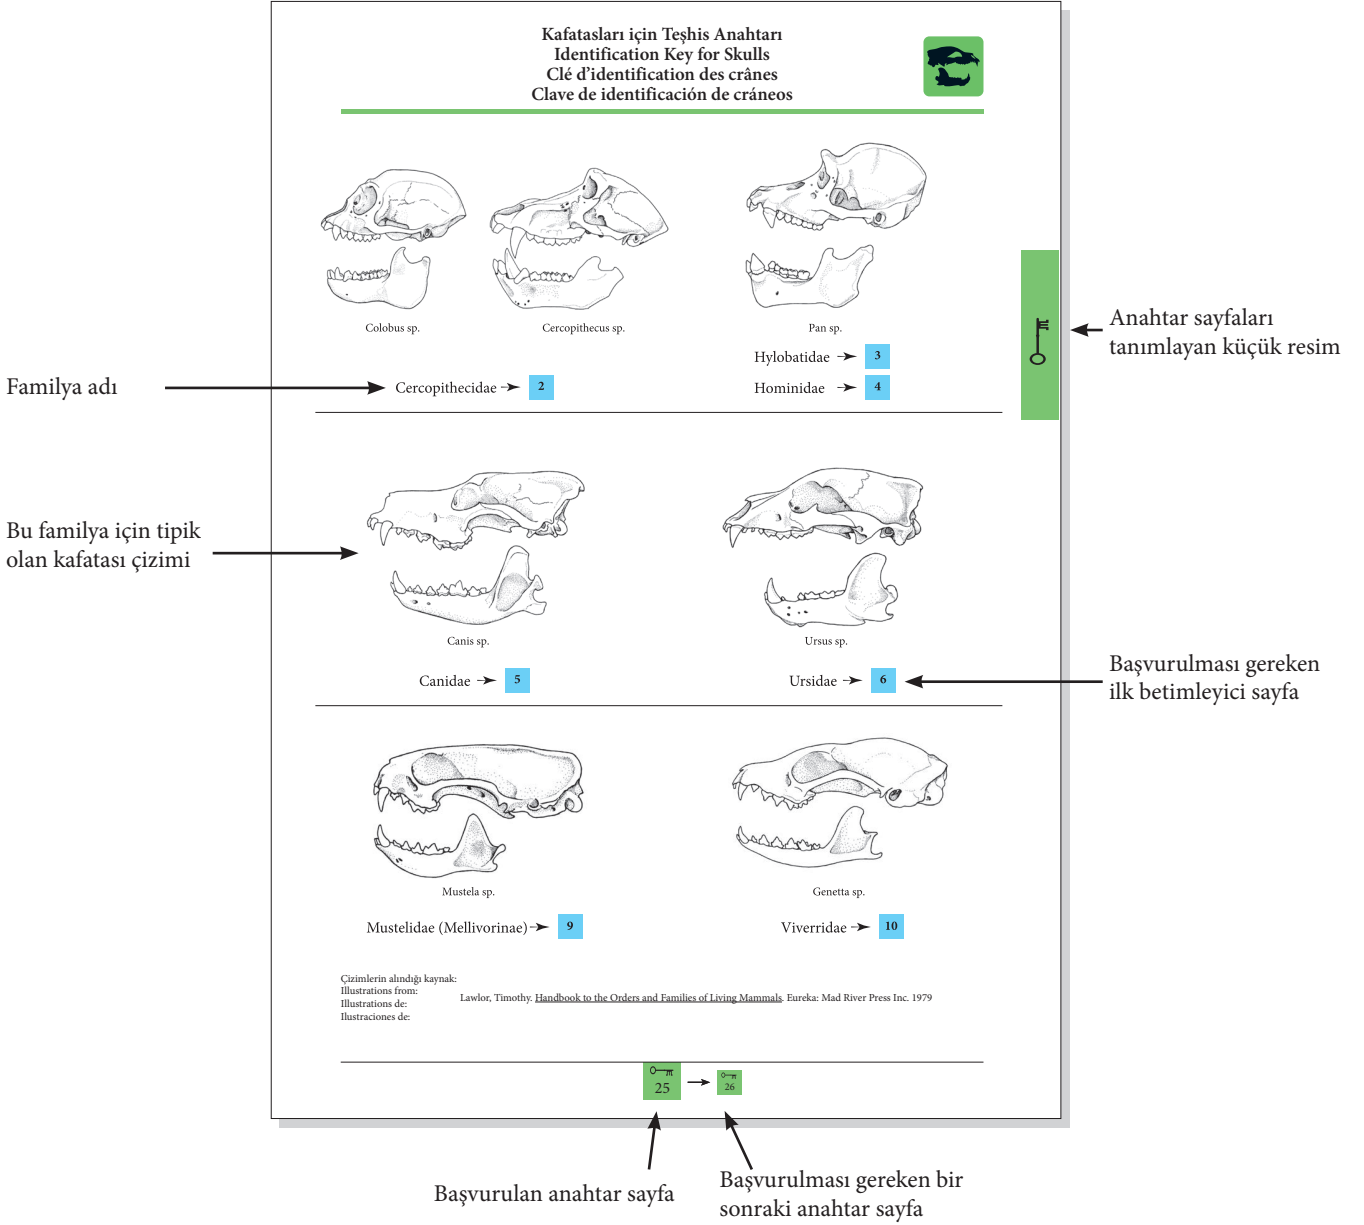 Kafatasları için Teşhis Anahtarı
Identification Key for Skulls
Clé d'identification des crânes
Clave de identificación de cráneos
Colobus sp.
Cercopithecus sp.
Pan sp.
Anahtar sayfaları
tanımlayan küçük resim
Hylobatidae 3
Familya adı
Cercopithecidae 2
Hominidae 4
Bu familya için tipik
olan kafatası çizimi
Canis sp.
Ursus sp.
Canidae 5
Ursidae 6
Başvurulması gereken
ilk betimleyici sayfa
Mustela sp.
Genetta sp.
Mustelidae (Mellivorinae) 9
Viverridae 10
Çizimlerin alındığı kaynak:
Illustrations from:
Illustrations de:
Ilustraciones de:
Lawlor, Timothy. Handbook to the Orders and Families of Living Mammals. Eureka: Mad River Press Inc. 1979
25
26
Başvurulan anahtar sayfa
Başvurulması gereken bir
sonraki anahtar sayfa